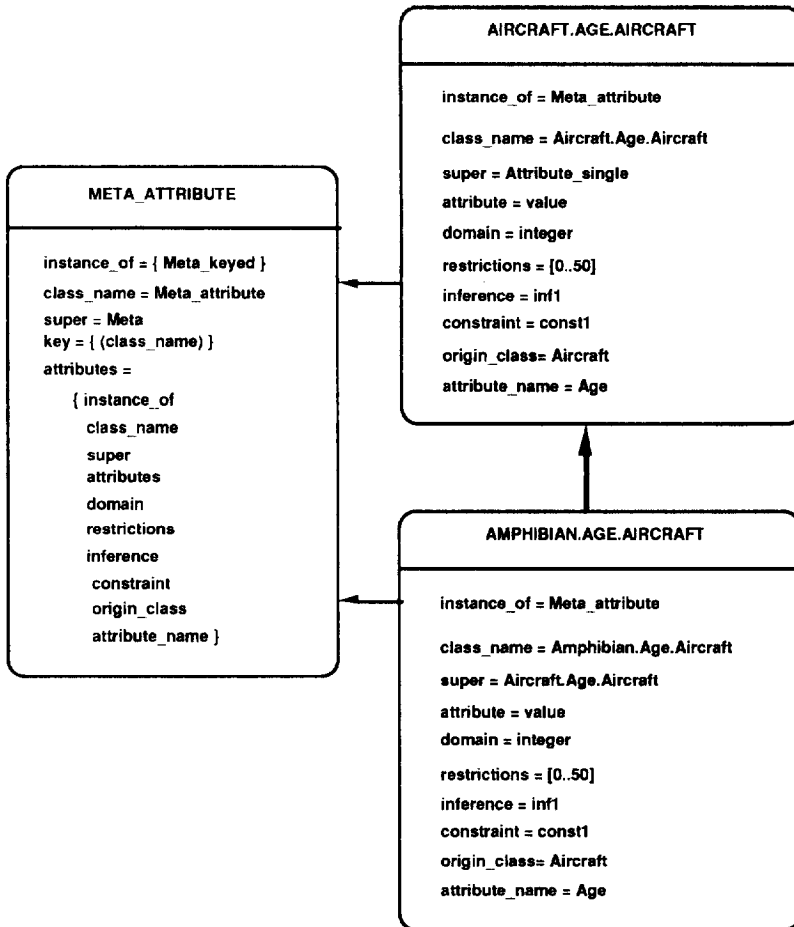 META_ATTRIBUTE
instance_of = { Meta_keyed }
class_name = Meta_attribute
super = Meta
key = { (class_name) }
attributes =
{ instance_of
class_name
super
attributes
domain
restrictions
inference
constraint
origin_class
attribute_name }
AIRCRAFT.AGE.AIRCRAFT
instance_of = Meta_attribute
class_name = Aircraft.Age.Aircraft
super = Attribute_single
attribute = value
domain = integer
restrictions = [0..50]
inference = inf1
constraint = const1
origin_class= Aircraft
attribute_name = Age
AMPHIBIAN.AGE.AIRCRAFT
instance_of = Meta_attribute
class_name = Amphibian.Age.Aircraft
super = Aircraft.Age.Aircraft
attribute = value
domain = integer
restrictions = [0..50]
inference = inf1
constraint = const1
origin_class= Aircraft
attribute_name = Age